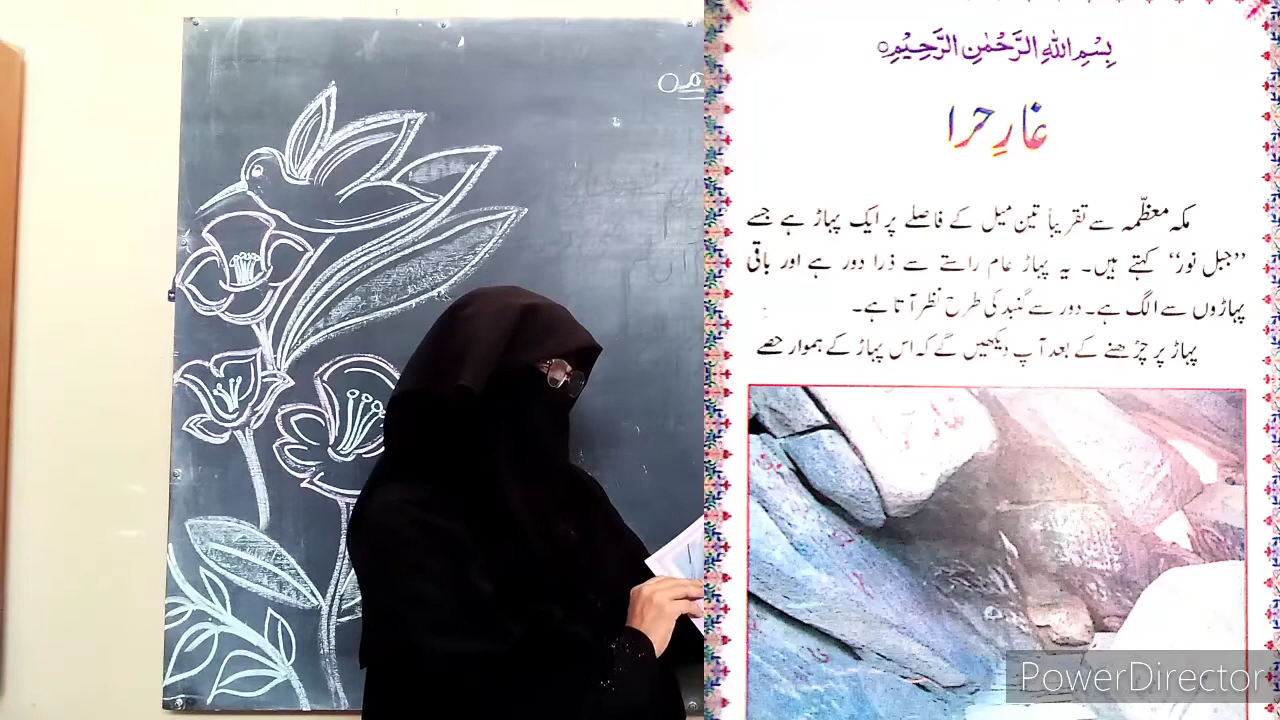 بِسْمِ اللهِ الرَّحْمٰنِ الرَّحِيْمِ
غارِ حرا
مکہ معظّمہ سے تقریباً تین میل کے فاصلے پر ایک پہاڑ ہے جسے
”جبل نور“ کہتے ہیں۔ یہ پہاڑ عام راستے سے ذرا دور ہے اور باقی
پہاڑوں سے الگ ہے۔ دور سے گنبد کی طرح نظر آتا ہے۔
پہاڑ پر چڑھنے کے بعد آپ دیکھیں گے کہ اس پہاڑ کے ہموار حصے
PowerDirector